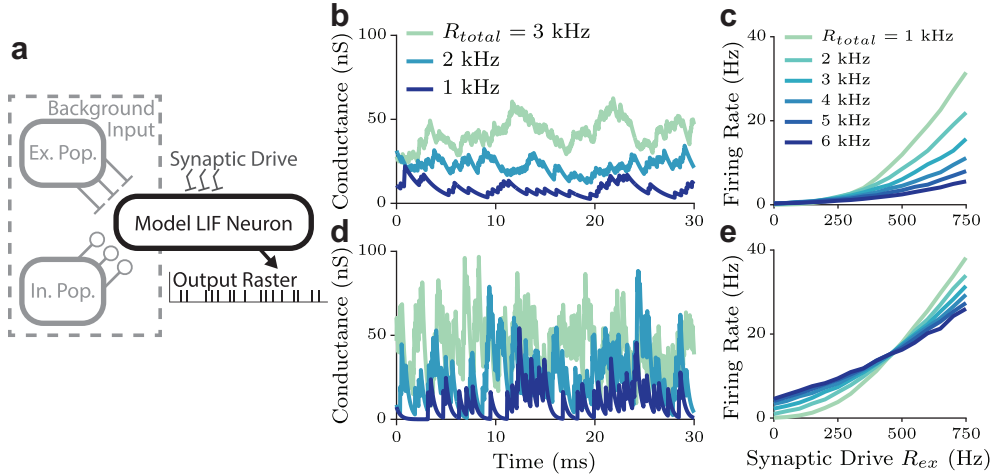 a
Background
Input
Ex. Pop.
Synaptic Drive
Model LIF Neuron
In. Pop.
Output Raster
b
Conductance (nS)
100
50
0
R_total = 3 kHz
2 kHz
1 kHz
0 10 20 30
c
Firing Rate (Hz)
40
20
0
R_total = 1 kHz
2 kHz
3 kHz
4 kHz
5 kHz
6 kHz
0 250 500 750
d
Conductance (nS)
100
50
0
0 10 20 30
Time (ms)
e
Firing Rate (Hz)
40
20
0
0 250 500 750
Synaptic Drive R_ex (Hz)